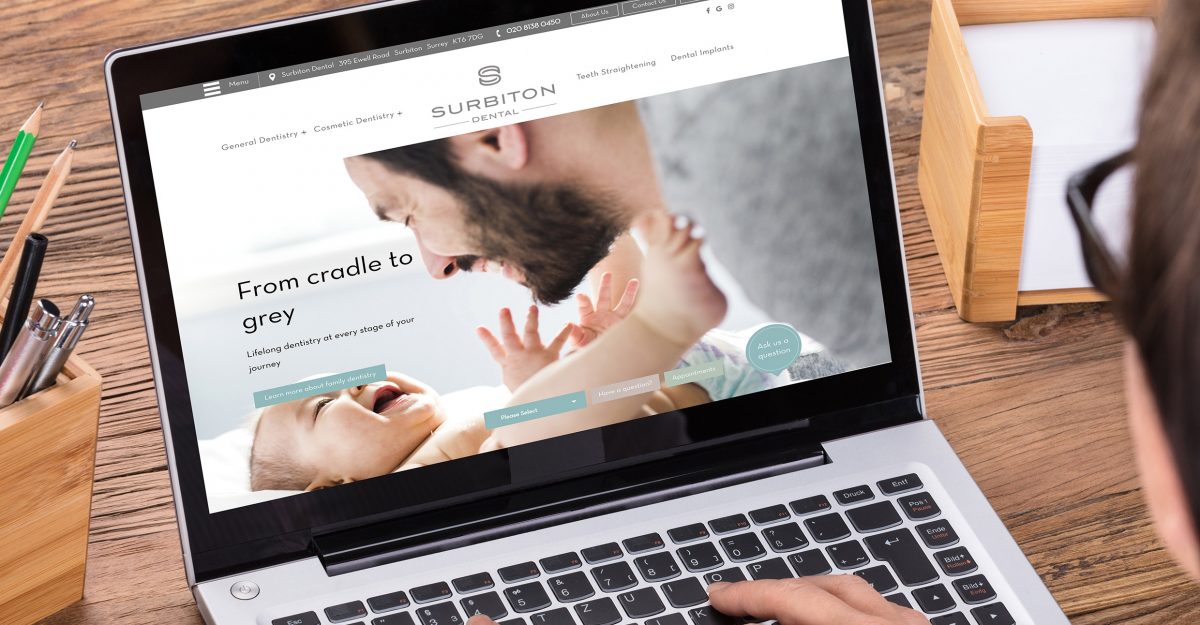 Menu
Surbiton Dental 395 Ewell Road Surbiton Surrey KT6 7DG
020 8138 0450
About Us
Contact Us
General Dentistry +
Cosmetic Dentistry +
SURBITON
DENTAL
Teeth Straightening
Dental Implants
From cradle to
grey
Lifelong dentistry at every stage of your
journey
Learn more about family dentistry
Please Select
Have a question?
Appointments
Ask us a
question
Druck
Entf
Pos 1
Pause
Ende
Untbr
Bild
Rollen
Bild
Einfg
Esc
O
P
Ü
Z
U
I
K